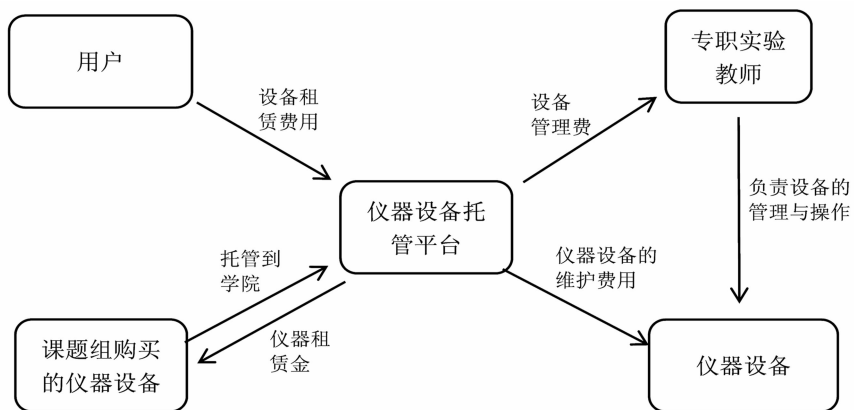 用户
专职实验
教师
设备租
赁费用
设备
管理费
仪器设备托
管平台
负责设备的
管理与操作
托管到
学院
仪器设备的
维护费用
仪器租
赁金
课题组购买
的仪器设备
仪器设备